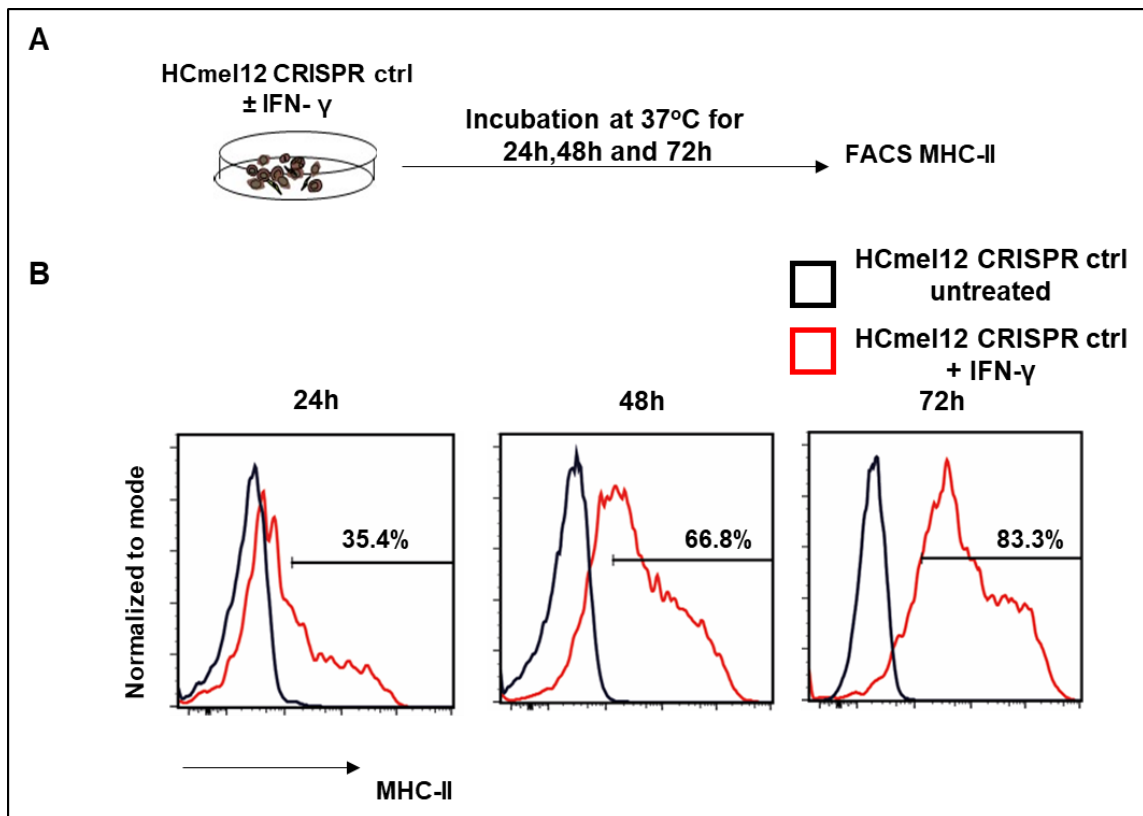 A
HCmel12 CRISPR ctrl
± IFN- γ
Incubation at 37ºC for
24h,48h and 72h
FACS MHC-II
B
HCmel12 CRISPR ctrl
untreated
HCmel12 CRISPR ctrl
+ IFN-γ
24h
48h
72h
Normalized to mode
35.4%
66.8%
83.3%
MHC-II